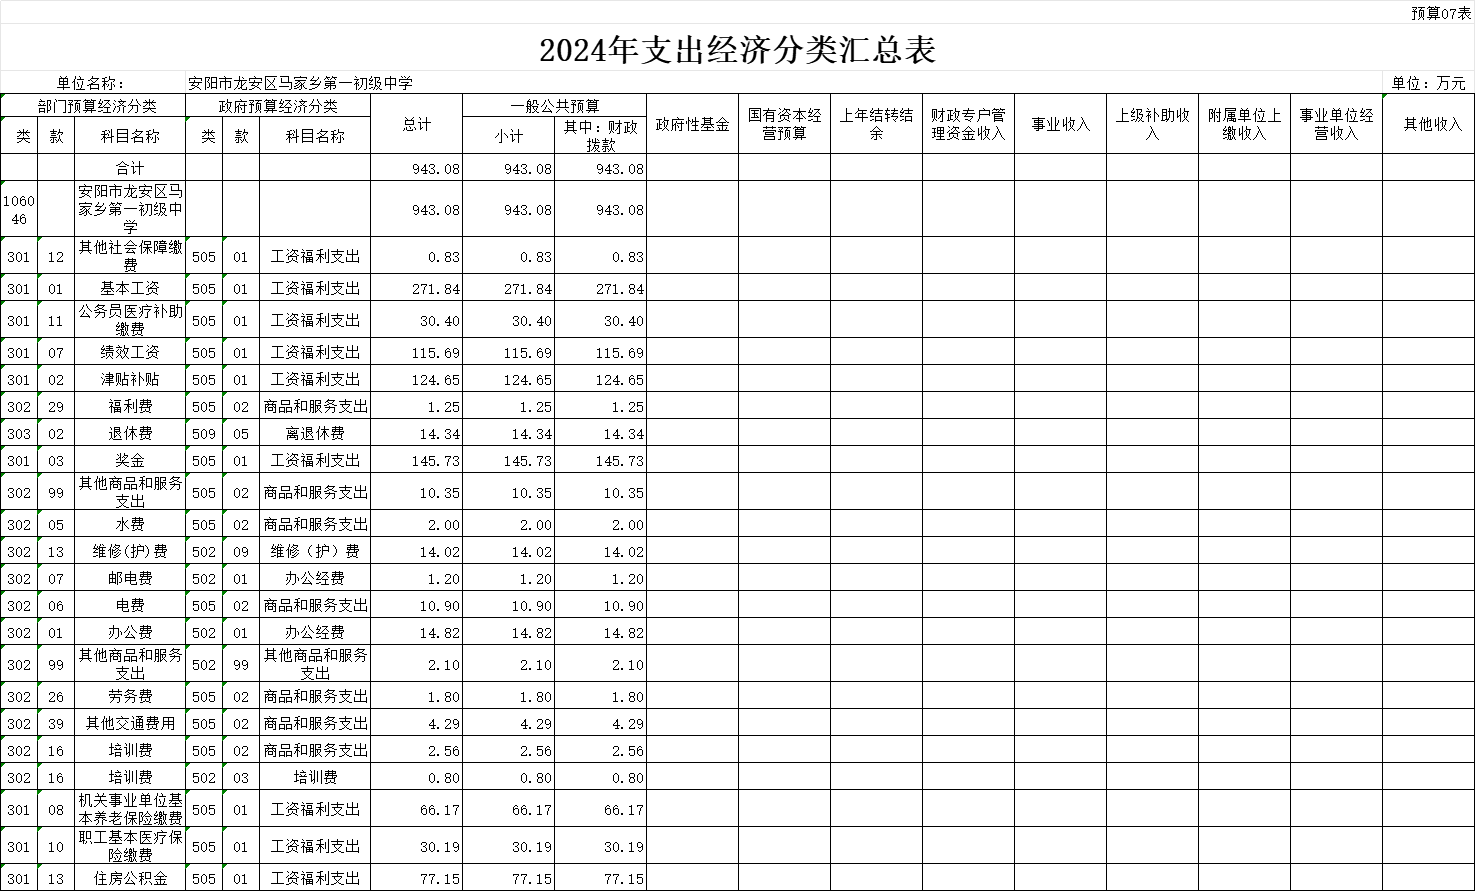 预算07表
2024年支出经济分类汇总表
单位名称： 安阳市龙安区马家乡第一初级中学 单位：万元
部门预算经济分类 政府预算经济分类 总计 一般公共预算 政府性基金 国有资本经营预算 上年结转结余 财政专户管理资金收入 事业收入 上级补助收入 附属单位上缴收入 事业单位经营收入 其他收入
类 款 科目名称 类 款 科目名称 小计 其中：财政拨款
合计 943.08 943.08 943.08
106046 安阳市龙安区马家乡第一初级中学 943.08 943.08 943.08
301 12 其他社会保障缴费 505 01 工资福利支出 0.83 0.83 0.83
301 01 基本工资 505 01 工资福利支出 271.84 271.84 271.84
301 11 公务员医疗补助缴费 505 01 工资福利支出 30.40 30.40 30.40
301 07 绩效工资 505 01 工资福利支出 115.69 115.69 115.69
301 02 津贴补贴 505 01 工资福利支出 124.65 124.65 124.65
302 29 福利费 505 02 商品和服务支出 1.25 1.25 1.25
303 02 退休费 509 05 离退休费 14.34 14.34 14.34
301 03 奖金 505 01 工资福利支出 145.73 145.73 145.73
302 99 其他商品和服务支出 505 02 商品和服务支出 10.35 10.35 10.35
302 05 水费 505 02 商品和服务支出 2.00 2.00 2.00
302 13 维修(护)费 502 09 维修（护）费 14.02 14.02 14.02
302 07 邮电费 502 01 办公经费 1.20 1.20 1.20
302 06 电费 505 02 商品和服务支出 10.90 10.90 10.90
302 01 办公费 502 01 办公经费 14.82 14.82 14.82
302 99 其他商品和服务支出 502 99 其他商品和服务支出 2.10 2.10 2.10
302 26 劳务费 505 02 商品和服务支出 1.80 1.80 1.80
302 39 其他交通费用 505 02 商品和服务支出 4.29 4.29 4.29
302 16 培训费 505 02 商品和服务支出 2.56 2.56 2.56
302 16 培训费 502 03 培训费 0.80 0.80 0.80
301 08 机关事业单位基本养老保险缴费 505 01 工资福利支出 66.17 66.17 66.17
301 10 职工基本医疗保险缴费 505 01 工资福利支出 30.19 30.19 30.19
301 13 住房公积金 505 01 工资福利支出 77.15 77.15 77.15